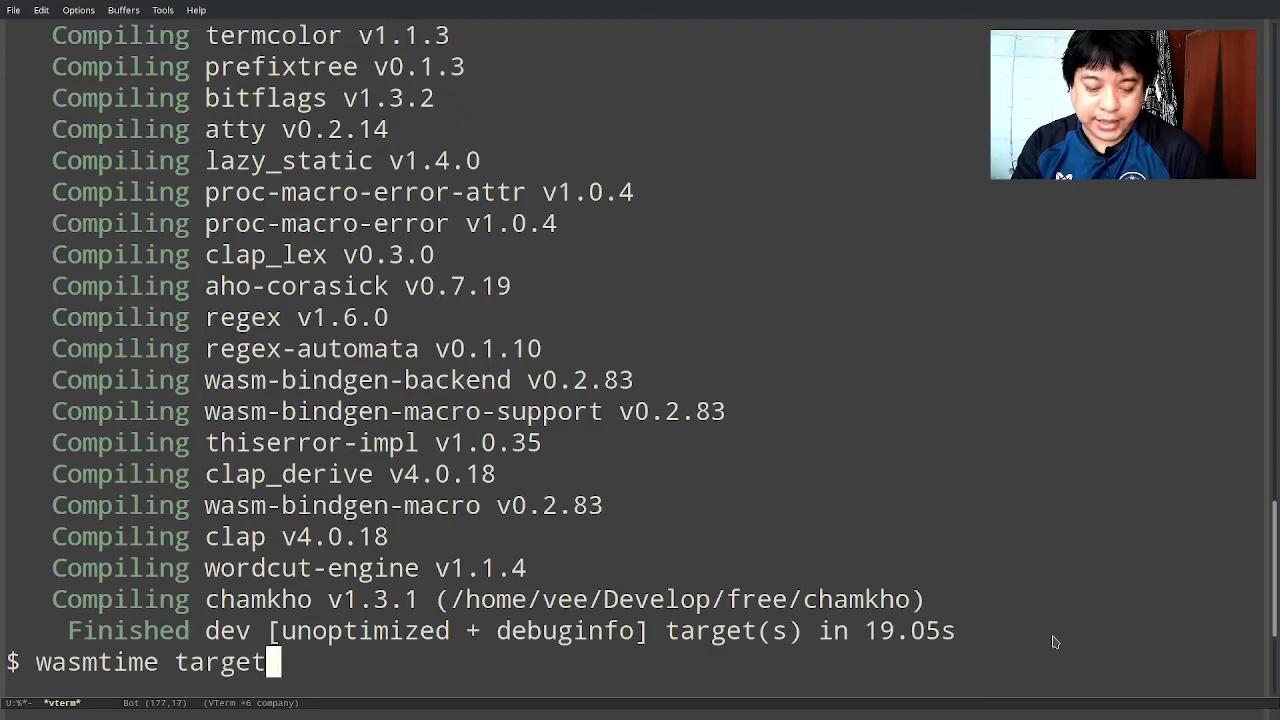 File Edit Options Buffers Tools Help
Compiling termcolor v1.1.3
Compiling prefixtree v0.1.3
Compiling bitflags v1.3.2
Compiling atty v0.2.14
Compiling lazy_static v1.4.0
Compiling proc-macro-error-attr v1.0.4
Compiling proc-macro-error v1.0.4
Compiling clap_lex v0.3.0
Compiling aho-corasick v0.7.19
Compiling regex v1.6.0
Compiling regex-automata v0.1.10
Compiling wasm-bindgen-backend v0.2.83
Compiling wasm-bindgen-macro-support v0.2.83
Compiling thiserror-impl v1.0.35
Compiling clap_derive v4.0.18
Compiling wasm-bindgen-macro v0.2.83
Compiling clap v4.0.18
Compiling wordcut-engine v1.1.4
Compiling chamkho v1.3.1 (/home/vee/Develop/free/chamkho)
Finished dev [unoptimized + debuginfo] target(s) in 19.05s
$ wasmtime target
U:%*- *vterm* Bot (177,17) (VTerm +6 company)